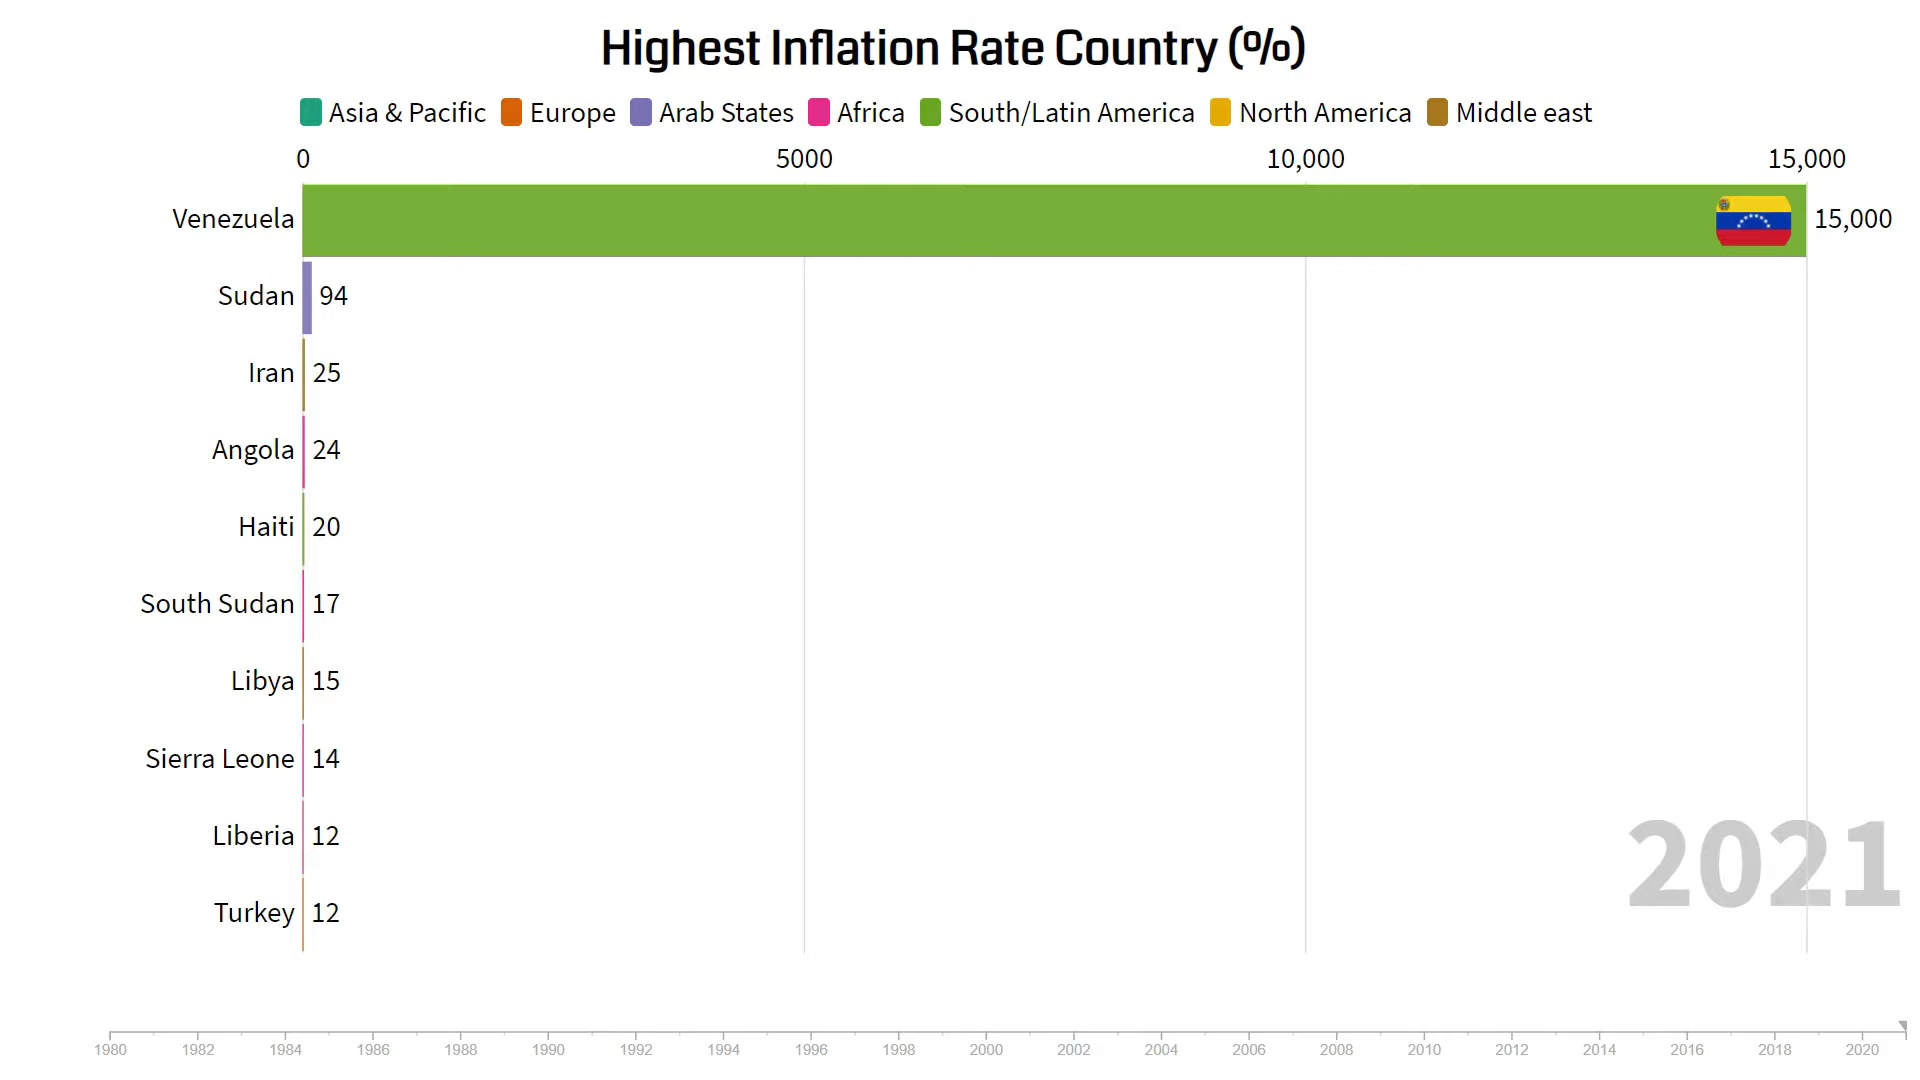 Highest Inflation Rate Country (%)
Asia & Pacific Europe Arab States Africa South/Latin America North America Middle east
0 5000 10,000 15,000
Venezuela 15,000
Sudan 94
Iran 25
Angola 24
Haiti 20
South Sudan 17
Libya 15
Sierra Leone 14
Liberia 12
Turkey 12
2021
1980 1982 1984 1986 1988 1990 1992 1994 1996 1998 2000 2002 2004 2006 2008 2010 2012 2014 2016 2018 2020